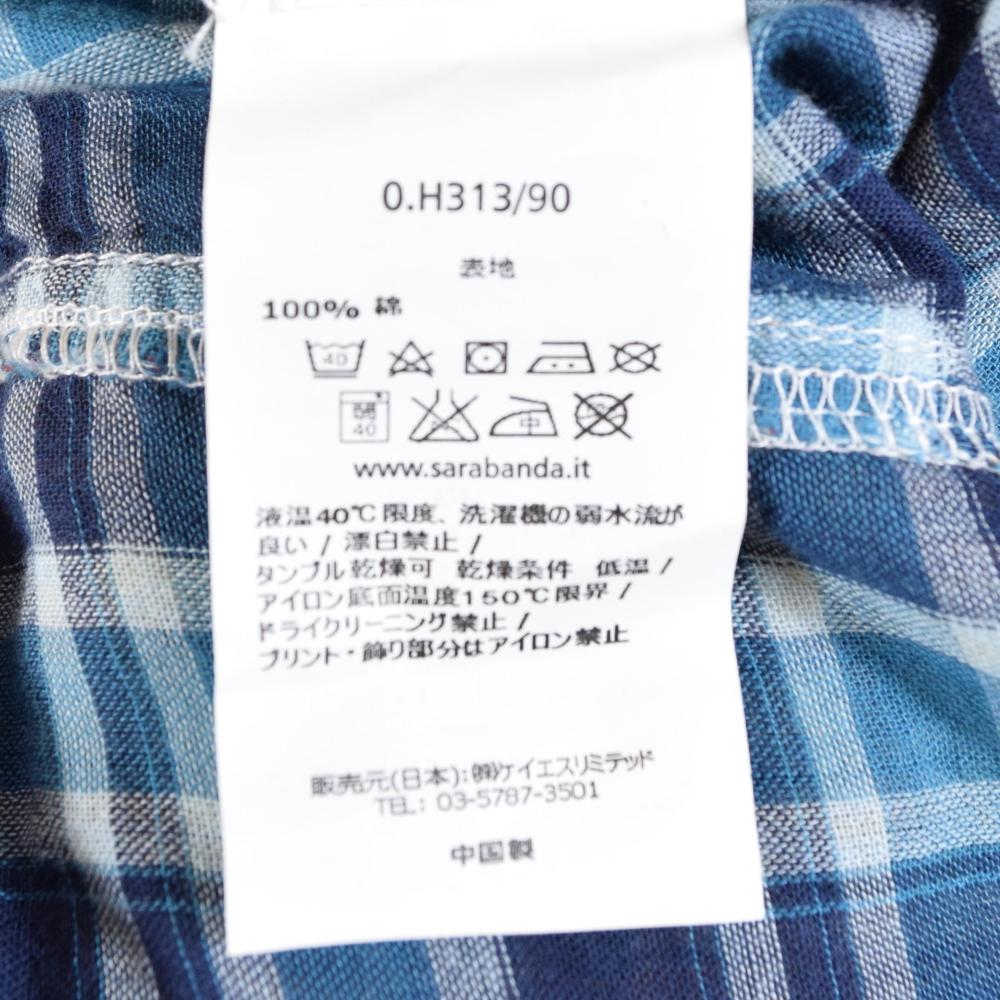 0.H313/90
表地
100% 綿
40
弱
40
中
www.sarabanda.it
液温40℃限度、洗濯機の弱水流が
良い / 漂白禁止 /
タンブル乾燥可 乾燥条件 低温 /
アイロン底面温度150℃限界 /
ドライクリーニング禁止 /
プリント・飾り部分はアイロン禁止
販売元(日本):㈱ケイエスリミテッド
TEL: 03-5787-3501
中国製